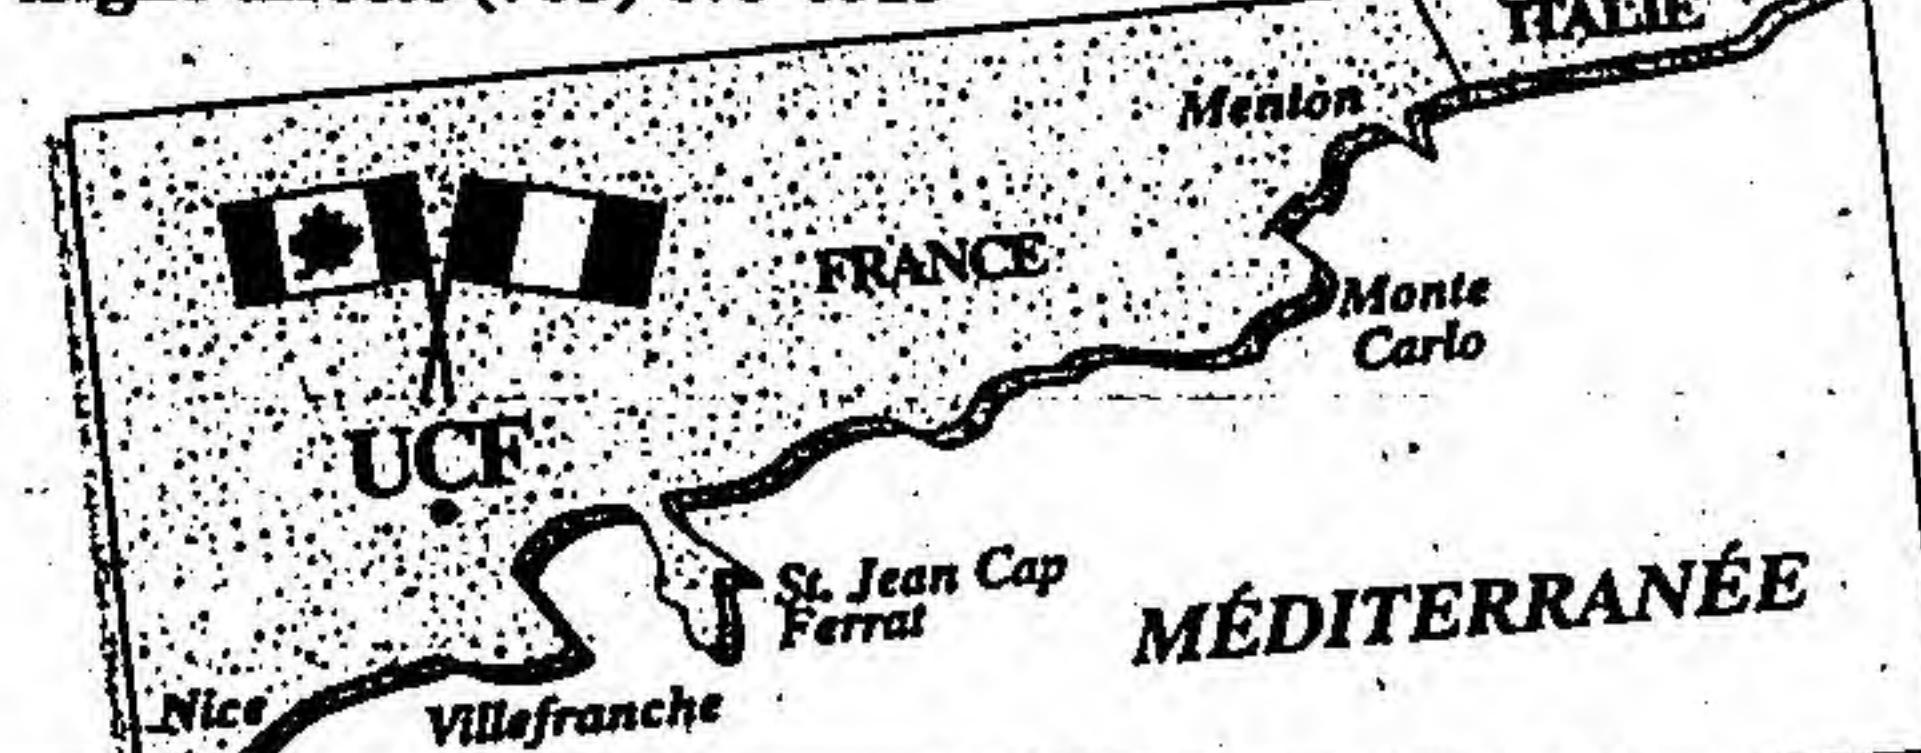 ITALIE
Menton
FRANCE
Monte
Carlo
UCF
St. Jean Cap
Ferrat
MÉDITERRANÉE
Nice
Villefranche